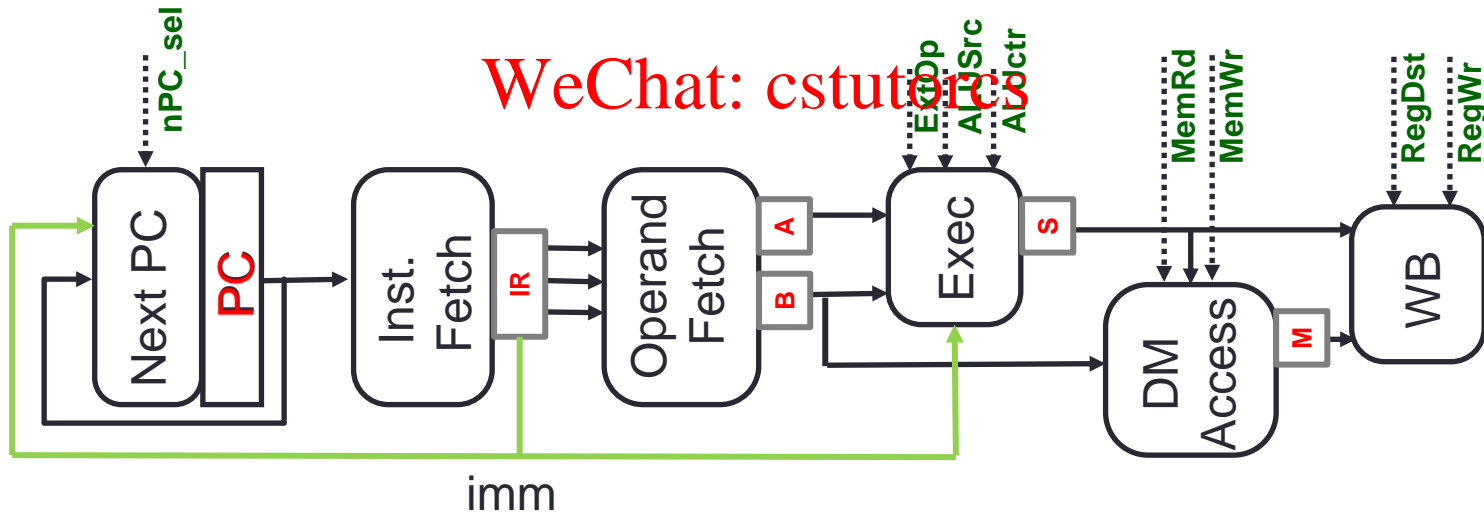 nPC_sel
WeChat: cstutorcs
ExtOp
ALUSrc
ALUctr
MemRd
MemWr
RegDst
RegWr
Next PC
PC
Inst.
Fetch
IR
Operand
Fetch
A
B
Exec
S
DM
Access
M
WB
imm